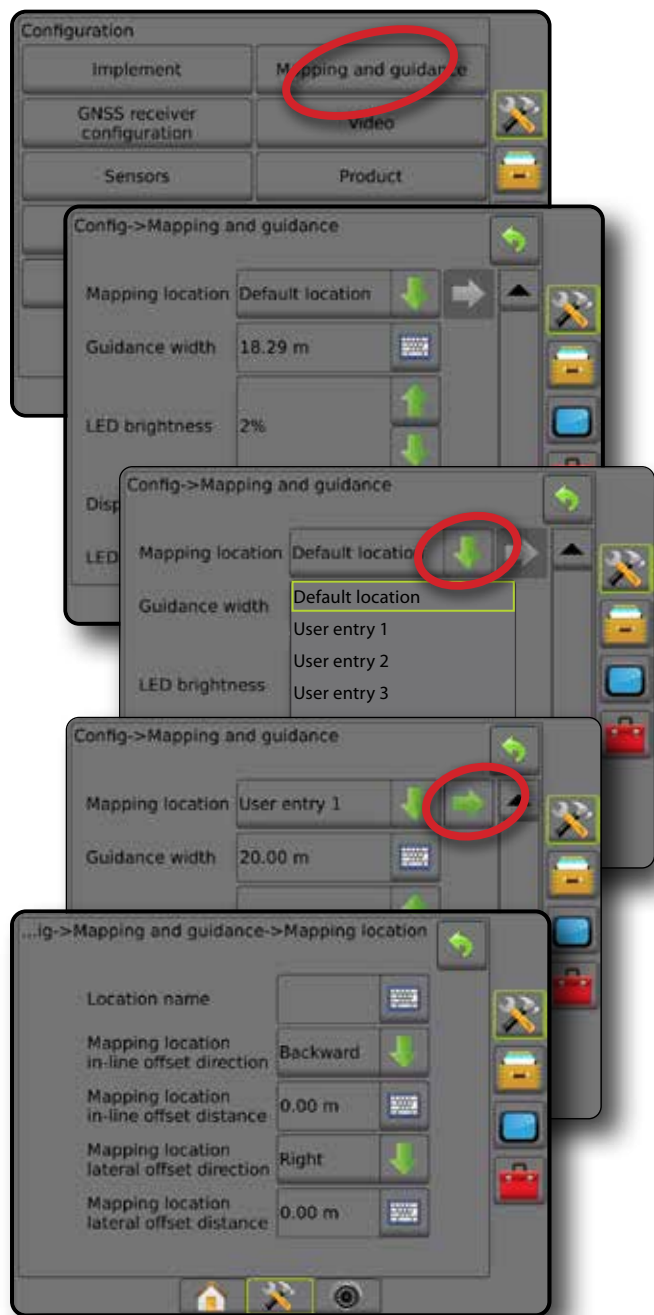 Configuration
Implement
Mapping and guidance
GNSS receiver
configuration
Video
Sensors
Product
Config->Mapping and guidance
Mapping location
Default location
Guidance width
18.29 m
LED brightness
2%
Disp
LED
Config->Mapping and guidance
Mapping location
Default location
Guidance width
Default location
User entry 1
User entry 2
LED brightness
User entry 3
Config->Mapping and guidance
Mapping location
User entry 1
Guidance width
20.00 m
...ig->Mapping and guidance->Mapping location
Location name
Mapping location
in-line offset direction
Backward
Mapping location
in-line offset distance
0.00 m
Mapping location
lateral offset direction
Right
Mapping location
lateral offset distance
0.00 m